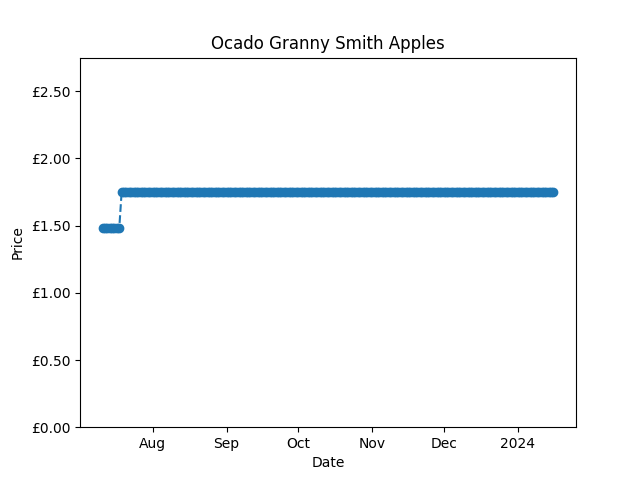 Ocado Granny Smith Apples
£2.50
£2.00
£1.50
£1.00
£0.50
£0.00
Price
Aug Sep Oct Nov Dec 2024
Date